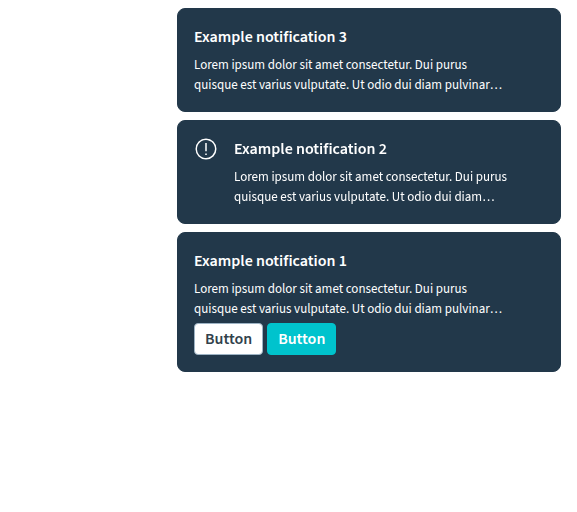 Example notification 3
Lorem ipsum dolor sit amet consectetur. Dui purus
quisque est varius vulputate. Ut odio dui diam pulvinar…
Example notification 2
Lorem ipsum dolor sit amet consectetur. Dui purus
quisque est varius vulputate. Ut odio dui diam…
Example notification 1
Lorem ipsum dolor sit amet consectetur. Dui purus
quisque est varius vulputate. Ut odio dui diam pulvinar…
Button Button